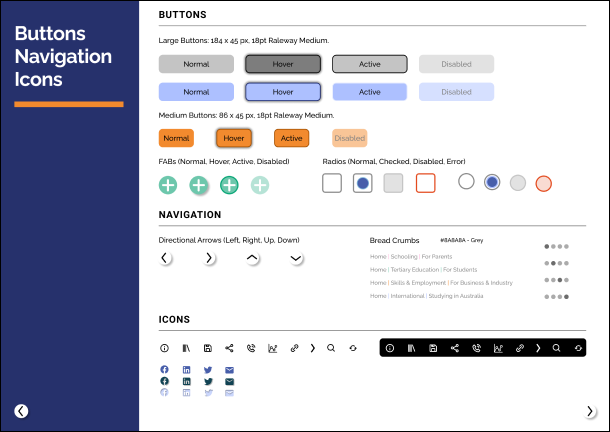 Buttons
Navigation
Icons
BUTTONS
Large Buttons: 184 x 45 px, 18pt Raleway Medium.
Normal Hover Active Disabled
Normal Hover Active Disabled
Medium Buttons: 86 x 45 px, 18pt Raleway Medium.
Normal Hover Active Disabled
FABs (Normal, Hover, Active, Disabled) Radios (Normal, Checked, Disabled, Error)
NAVIGATION
Directional Arrows (Left, Right, Up, Down) Bread Crumbs #8A8A8A - Grey
Home | Schooling | For Parents
Home | Tertiary Education | For Students
Home | Skills & Employment | For Business & Industry
Home | International | Studying in Australia
ICONS